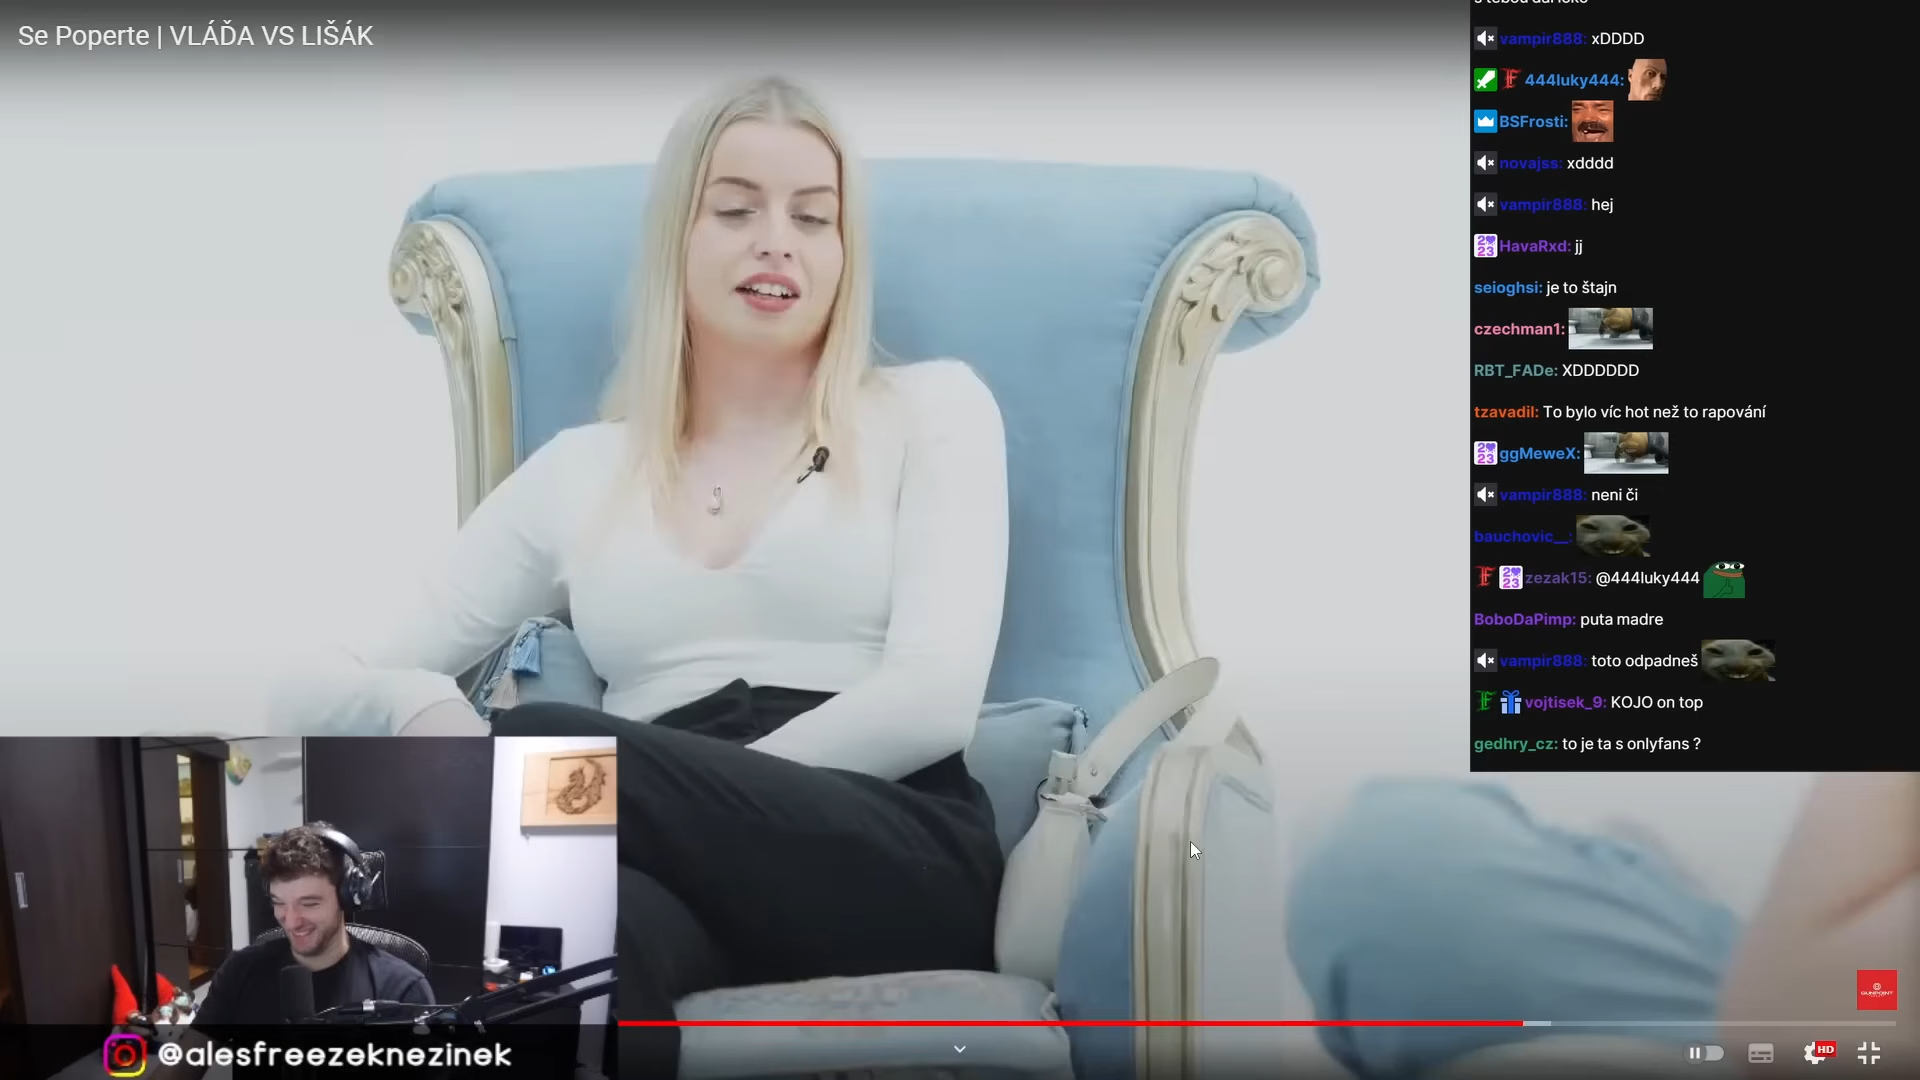 Se Poperte | VLÁĎA VS LIŠÁK
vampir888: xDDDD
444luky444:
BSFrosti:
novajss: xdddd
vampir888: hej
HavaRxd: jj
seioghsi: je to štajn
czechman1:
RBT_FADe: XDDDDDD
tzavadil: To bylo víc hot než to rapování
ggMeweX:
vampir888: neni či
bauchovic__:
zezak15: @444luky444
BoboDaPimp: puta madre
vampir888: toto odpadneš
vojtisek_9: KOJO on top
gedhry_cz: to je ta s onlyfans ?
GUNPOINT
@alesfreezeknezinek
HD